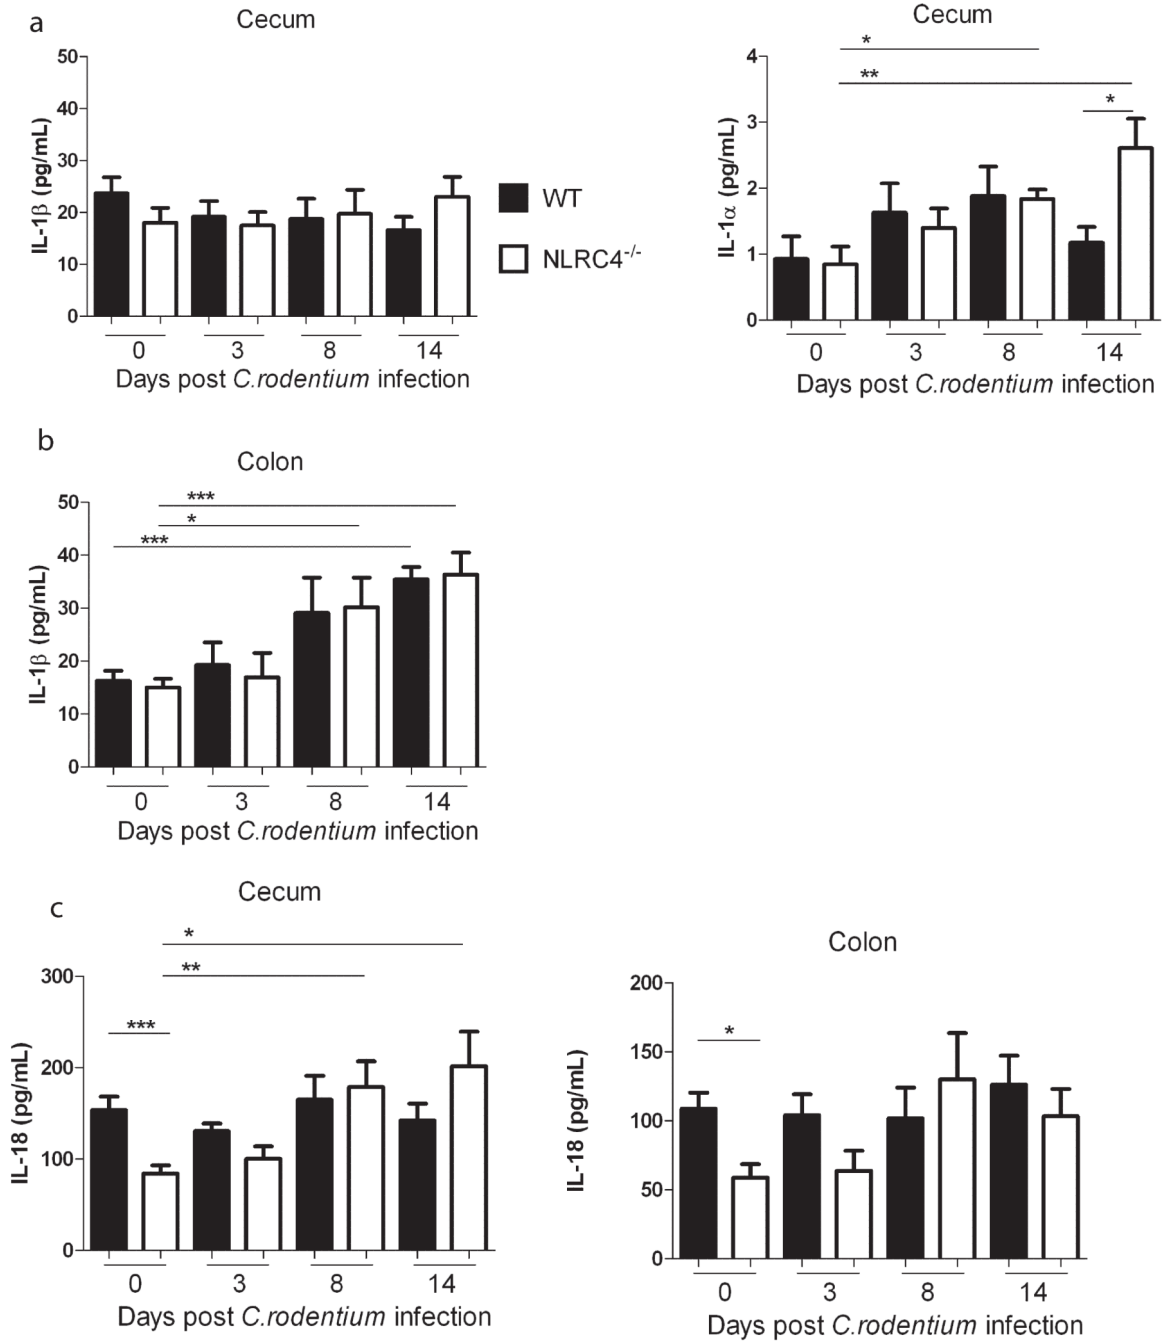 a
Cecum
50
40
30
20
10
0
IL-1β (pg/mL)
0 3 8 14
Days post C.rodentium infection
WT
NLRC4-/-
Cecum
*
**
*
4
3
2
1
0
IL-1α (pg/mL)
0 3 8 14
Days post C.rodentium infection
b
Colon
***
*
***
50
40
30
20
10
0
IL-1β (pg/mL)
0 3 8 14
Days post C.rodentium infection
c
Cecum
*
**
***
300
200
100
0
IL-18 (pg/mL)
0 3 8 14
Days post C.rodentium infection
Colon
*
200
150
100
50
0
IL-18 (pg/mL)
0 3 8 14
Days post C.rodentium infection